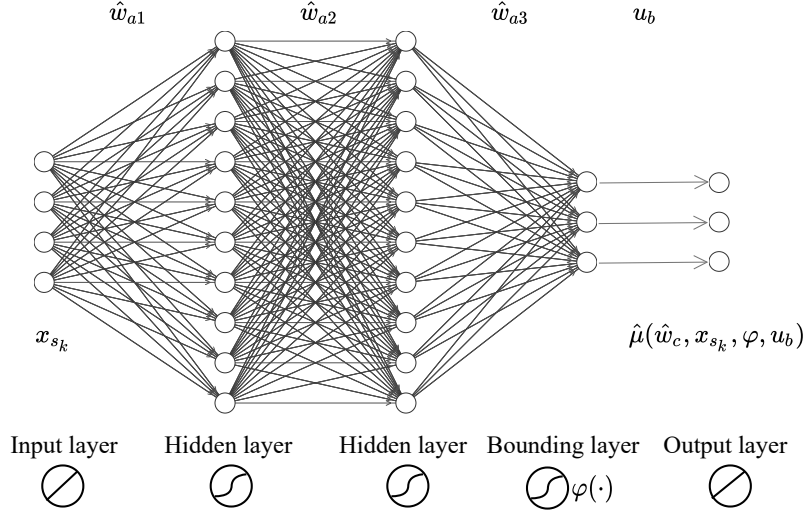 ŵ_{a1} ŵ_{a2} ŵ_{a3} u_b
x_{s_k} μ̂(ŵ_c, x_{s_k}, φ, u_b)
Input layer Hidden layer Hidden layer Bounding layer Output layer
φ(·)